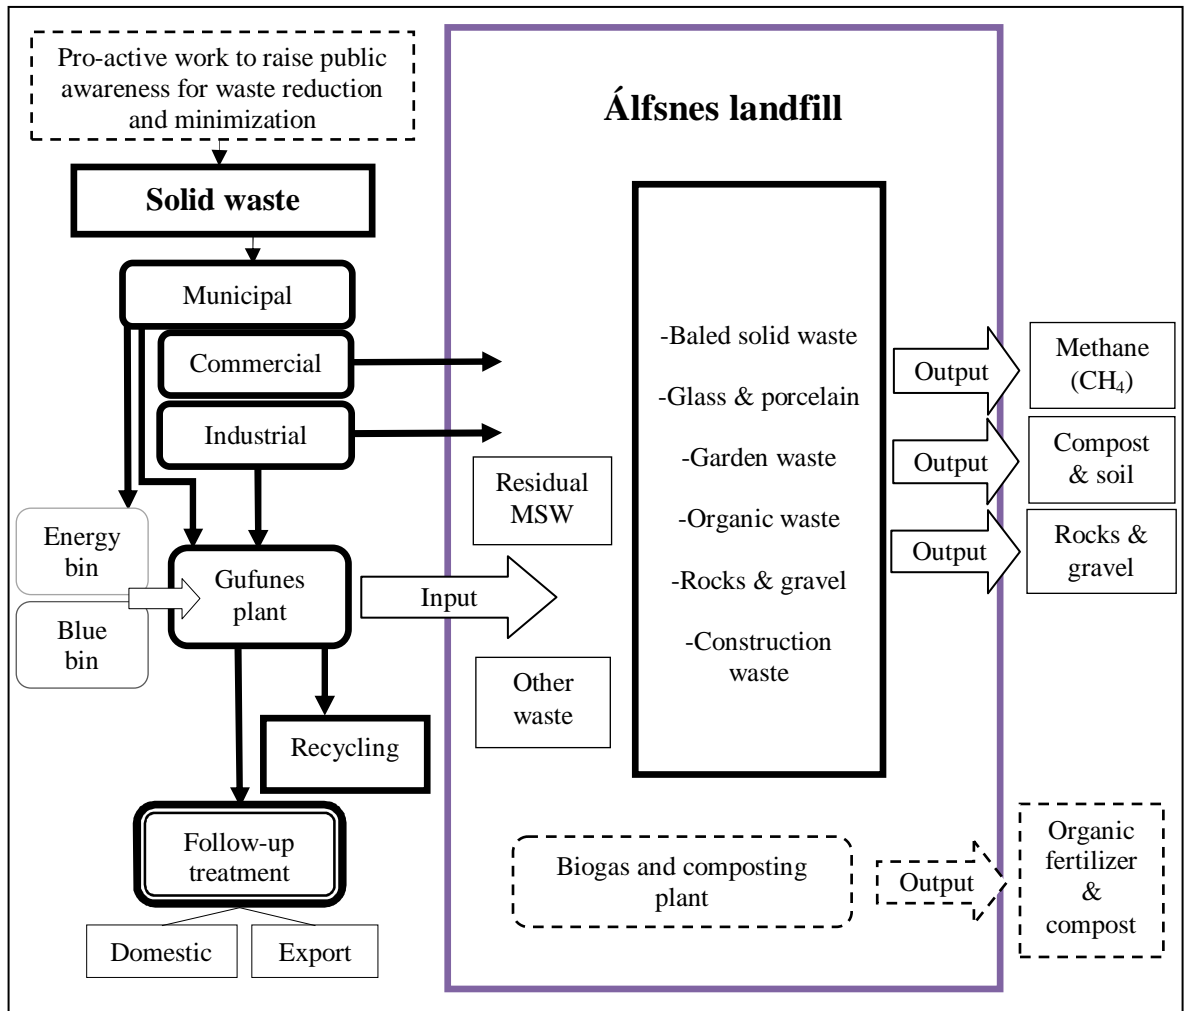 Pro-active work to raise public
awareness for waste reduction
and minimization
Solid waste
Municipal
Commercial
Industrial
Energy
bin
Blue
bin
Gufunes
plant
Recycling
Follow-up
treatment
Domestic
Export
Input
Álfsnes landfill
Residual
MSW
Other
waste
-Baled solid waste
-Glass & porcelain
-Garden waste
-Organic waste
-Rocks & gravel
-Construction
waste
Output
Methane
(CH₄)
Output
Compost
& soil
Output
Rocks &
gravel
Biogas and composting
plant
Output
Organic
fertilizer
&
compost